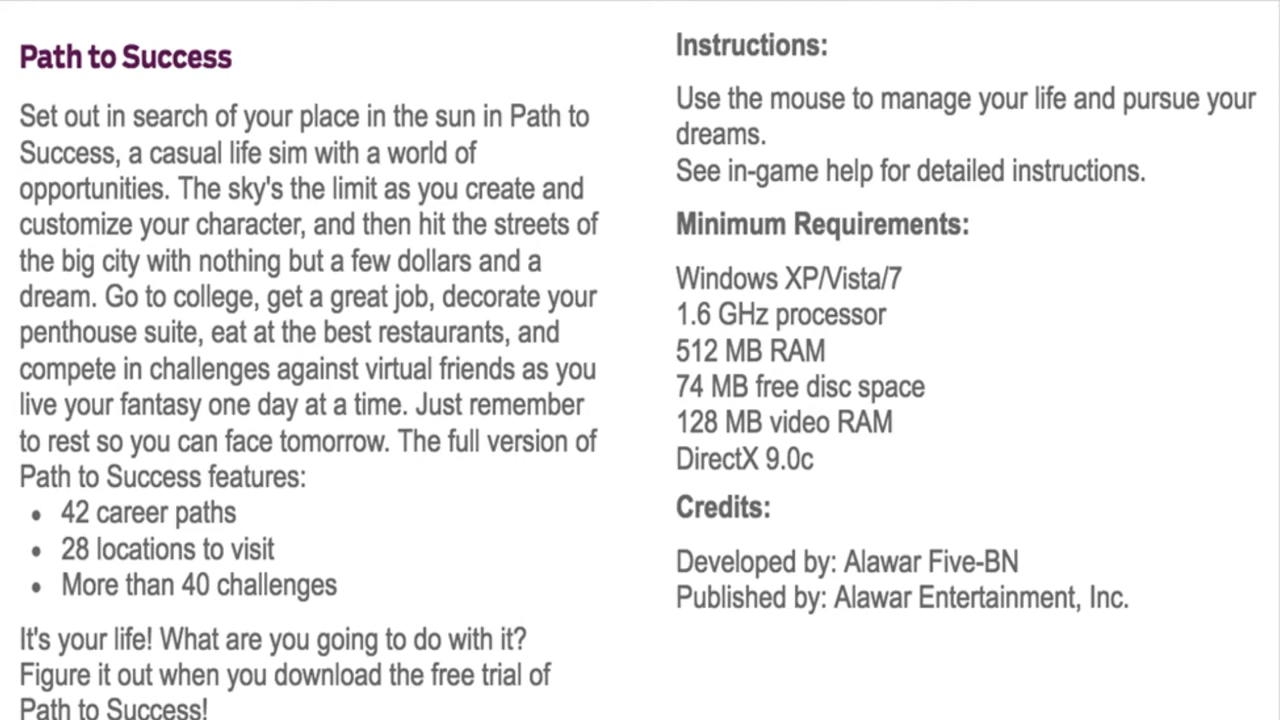 Path to Success
Set out in search of your place in the sun in Path to
Success, a casual life sim with a world of
opportunities. The sky's the limit as you create and
customize your character, and then hit the streets of
the big city with nothing but a few dollars and a
dream. Go to college, get a great job, decorate your
penthouse suite, eat at the best restaurants, and
compete in challenges against virtual friends as you
live your fantasy one day at a time. Just remember
to rest so you can face tomorrow. The full version of
Path to Success features:
• 42 career paths
• 28 locations to visit
• More than 40 challenges
It's your life! What are you going to do with it?
Figure it out when you download the free trial of
Path to Success!
Instructions:
Use the mouse to manage your life and pursue your
dreams.
See in-game help for detailed instructions.
Minimum Requirements:
Windows XP/Vista/7
1.6 GHz processor
512 MB RAM
74 MB free disc space
128 MB video RAM
DirectX 9.0c
Credits:
Developed by: Alawar Five-BN
Published by: Alawar Entertainment, Inc.